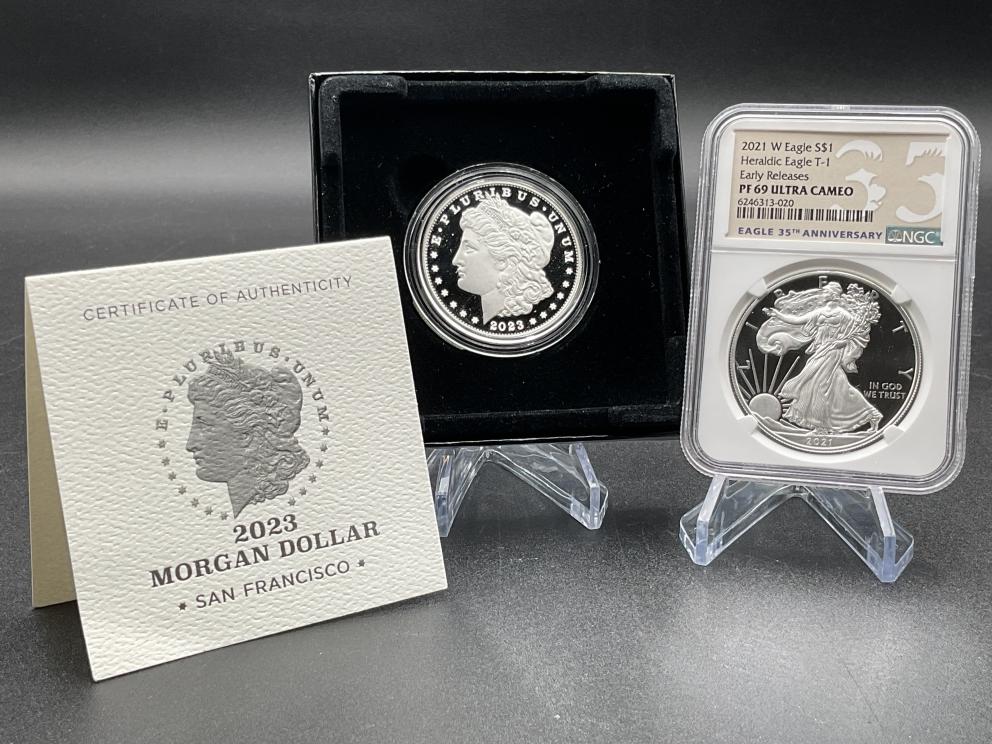 CERTIFICATE OF AUTHENTICITY
E·PLURIBUS·UNUM
2023
MORGAN DOLLAR
* SAN FRANCISCO *
E·PLURIBUS·UNUM
2023
2021 W Eagle S$1
Heraldic Eagle T-1
Early Releases
PF 69 ULTRA CAMEO
6246313-020
35
EAGLE 35TH ANNIVERSARY
NGC
LIBERTY
IN GOD
WE TRUST
2021